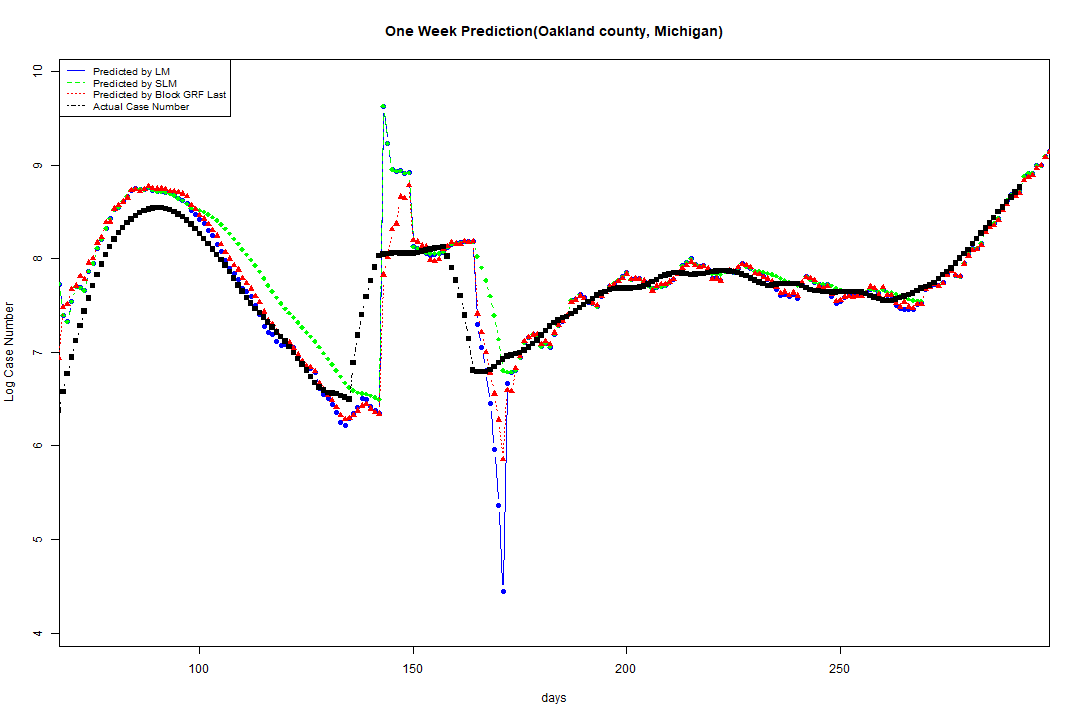 One Week Prediction(Oakland county, Michigan)
Predicted by LM
Predicted by SLM
Predicted by Block GRF Last
Actual Case Number
10
9
8
7
6
5
4
Log Case Number
100
150
200
250
days